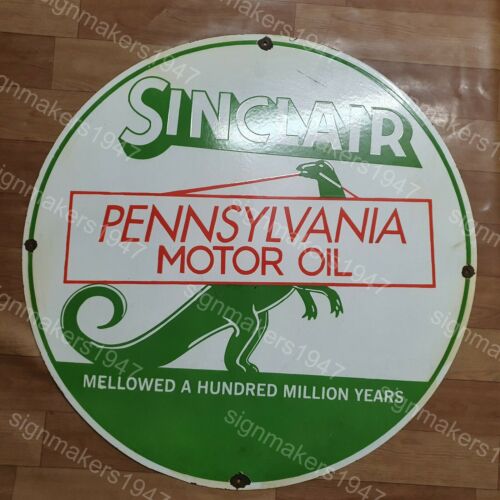 SINCLAIR
PENNSYLVANIA
MOTOR OIL
MELLOWED A HUNDRED MILLION YEARS
signmakers1947